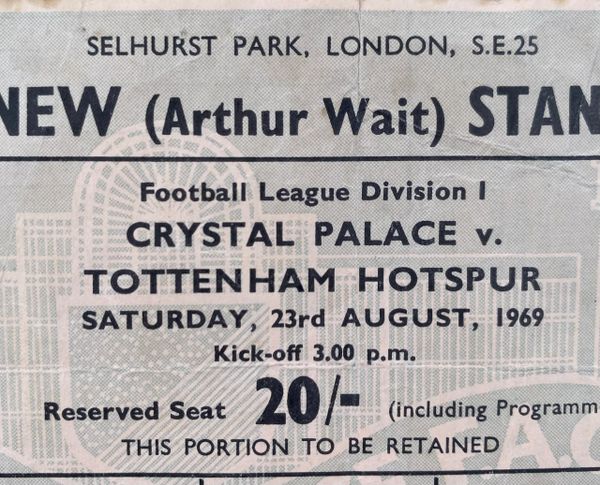 SELHURST PARK, LONDON, S.E.25
NEW (Arthur Wait) STAN
Football League Division 1
CRYSTAL PALACE v.
TOTTENHAM HOTSPUR
SATURDAY, 23rd AUGUST, 1969
Kick-off 3.00 p.m.
Reserved Seat 20/- (including Programm
THIS PORTION TO BE RETAINED